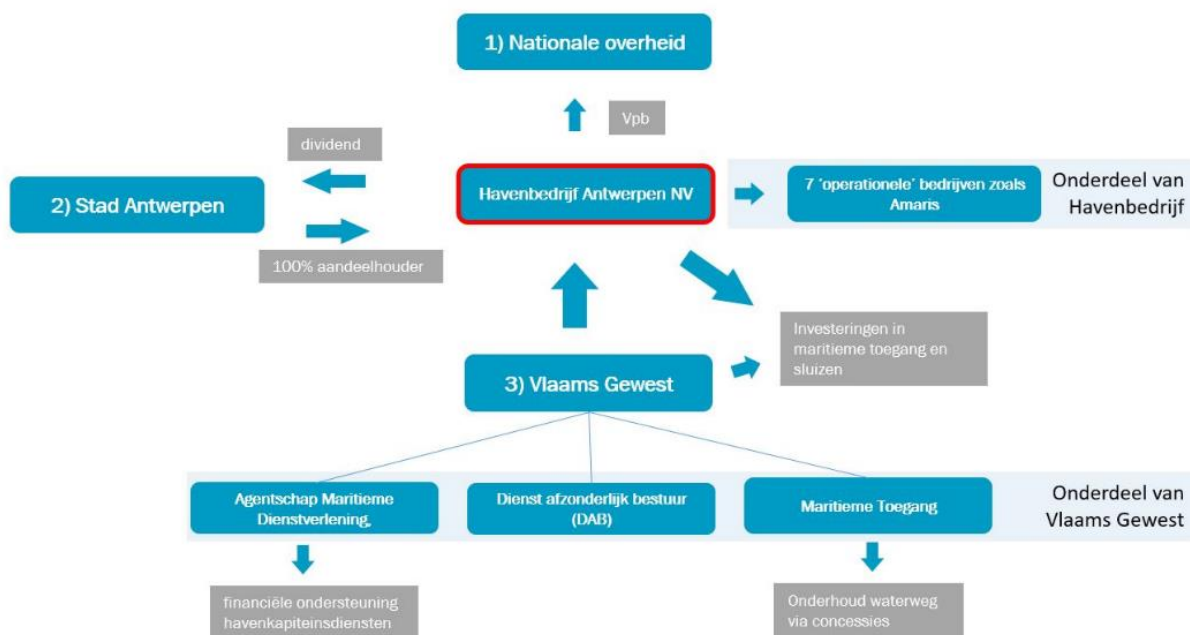 1) Nationale overheid
Vpb
dividend
Havenbedrijf Antwerpen NV
7 'operationele' bedrijven zoals
Amaris
Onderdeel van
Havenbedrijf
2) Stad Antwerpen
100% aandeelhouder
Investeringen in
maritieme toegang en
sluizen
3) Vlaams Gewest
Agentschap Maritieme
Dienstverlening,
Dienst afzonderlijk bestuur
(DAB)
Maritieme Toegang
Onderdeel van
Vlaams Gewest
financiële ondersteuning
havenkapiteinsdiensten
Onderhoud waterweg
via concessies